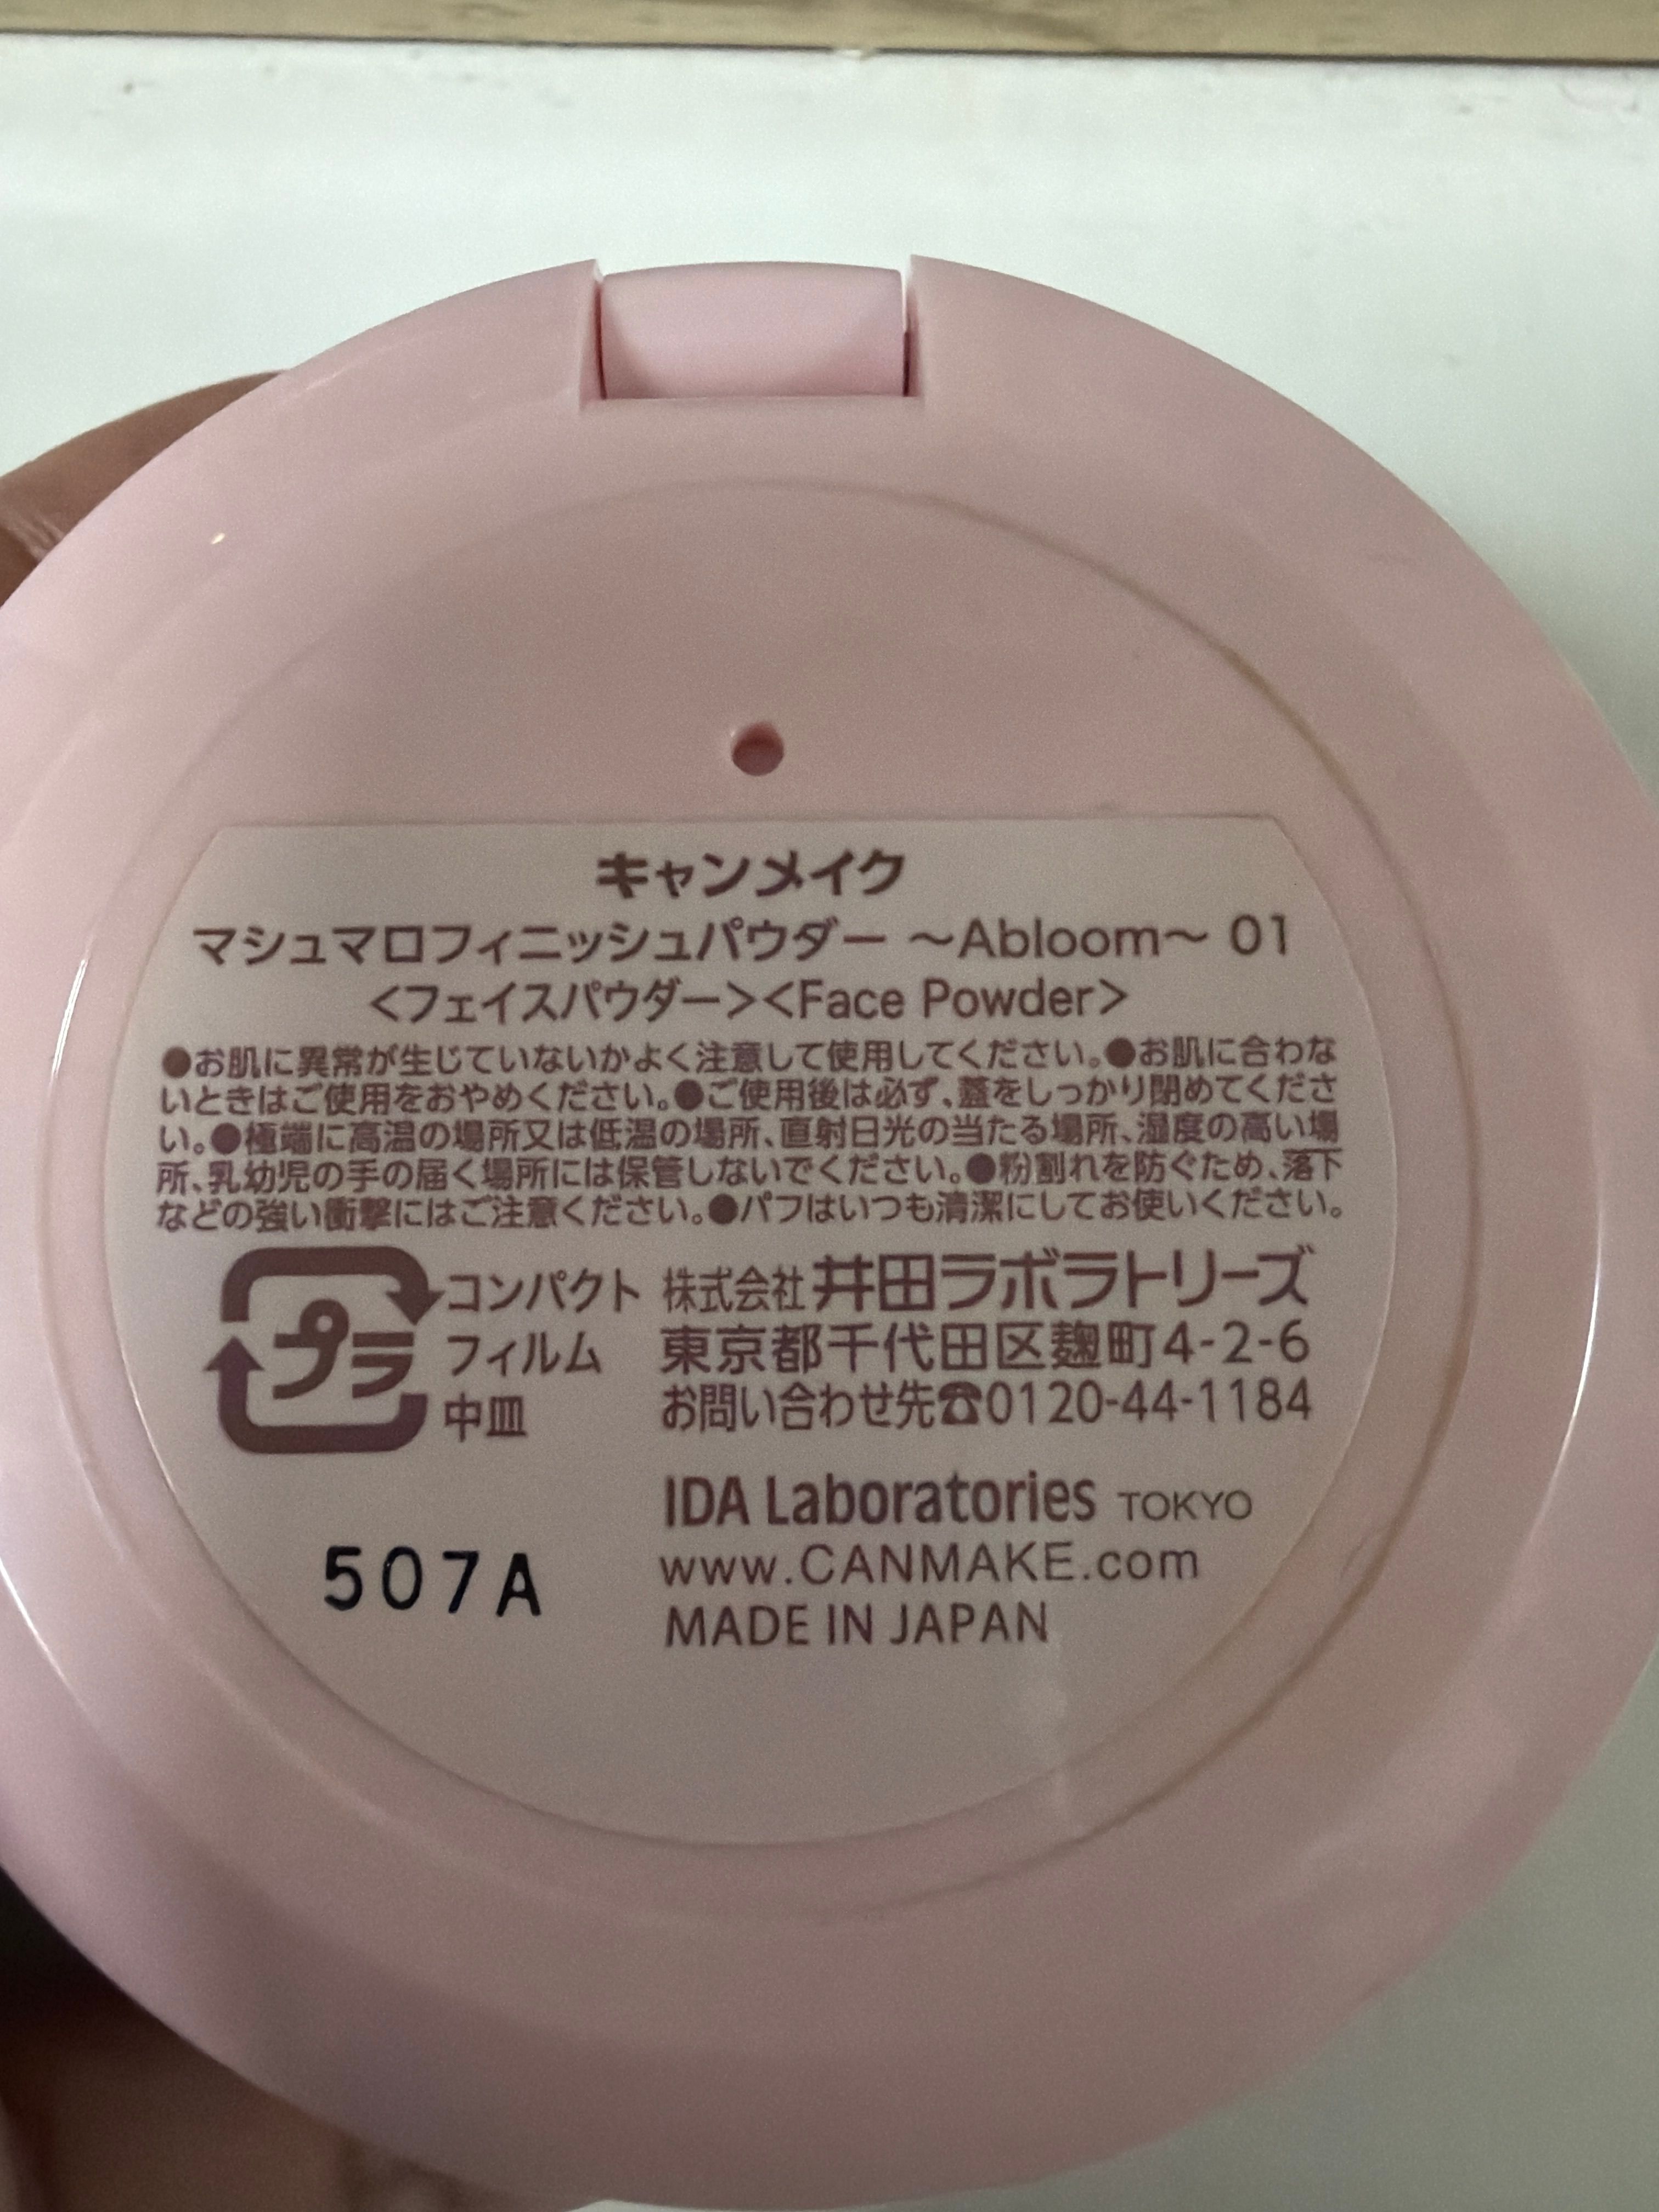 キャンメイク
マシュマロフィニッシュパウダー ～Abloom～ 01
<フェイスパウダー><Face Powder>
●お肌に異常が生じていないかよく注意して使用してください。●お肌に合わな
いときはご使用をおやめください。●ご使用後は必ず、蓋をしっかり閉めてくださ
い。●極端に高温の場所又は低温の場所、直射日光の当たる場所、湿度の高い場
所、乳幼児の手の届く場所には保管しないでください。●粉割れを防ぐため、落下
などの強い衝撃にはご注意ください。●パフはいつも清潔にしてお使いください。
プラ
コンパクト
フィルム
中皿
株式会社井田ラボラトリーズ
東京都千代田区麹町4-2-6
お問い合わせ先☎0120-44-1184
IDA Laboratories TOKYO
www.CANMAKE.com
MADE IN JAPAN
507A